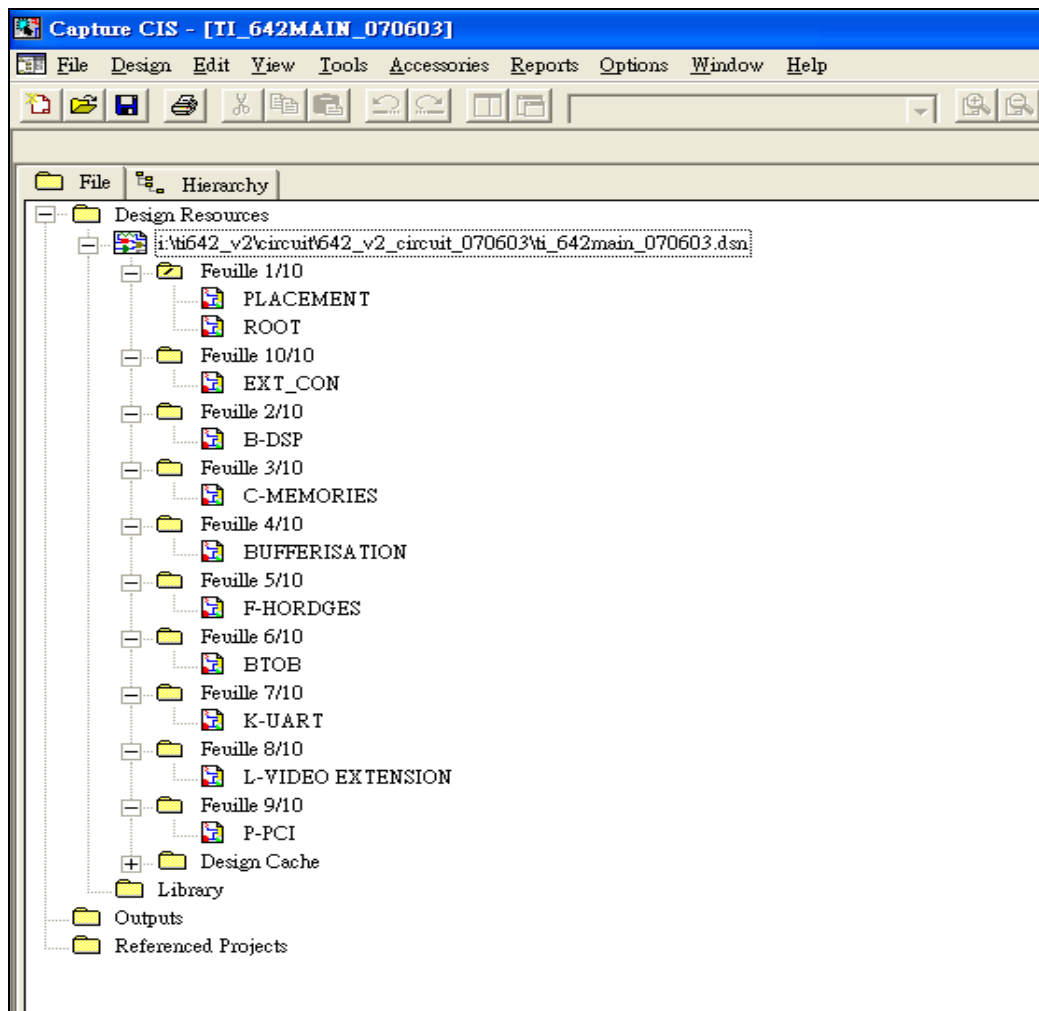 Capture CIS - [TI_642MAIN_070603]
File Design Edit View Tools Accessories Reports Options Window Help
File Hierarchy
Design Resources
i:\ti642_v2\circuit\642_v2_circuit_070603\ti_642main_070603.dsn
Feuille 1/10
PLACEMENT
ROOT
Feuille 10/10
EXT_CON
Feuille 2/10
B-DSP
Feuille 3/10
C-MEMORIES
Feuille 4/10
BUFFERISATION
Feuille 5/10
F-HORDGES
Feuille 6/10
BTOB
Feuille 7/10
K-UART
Feuille 8/10
L-VIDEO EXTENSION
Feuille 9/10
P-PCI
Design Cache
Library
Outputs
Referenced Projects